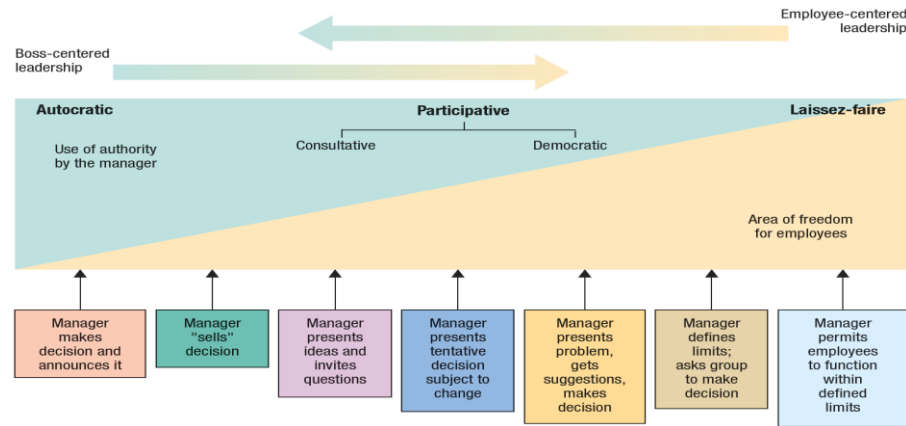 Employee-centered
leadership
Boss-centered
leadership
Autocratic
Participative
Laissez-faire
Consultative
Democratic
Use of authority
by the manager
Area of freedom
for employees
Manager
makes
decision and
announces it
Manager
"sells"
decision
Manager
presents
ideas and
invites
questions
Manager
presents
tentative
decision
subject to
change
Manager
presents
problem,
gets
suggestions,
makes
decision
Manager
defines
limits;
asks group
to make
decision
Manager
permits
employees
to function
within
defined
limits